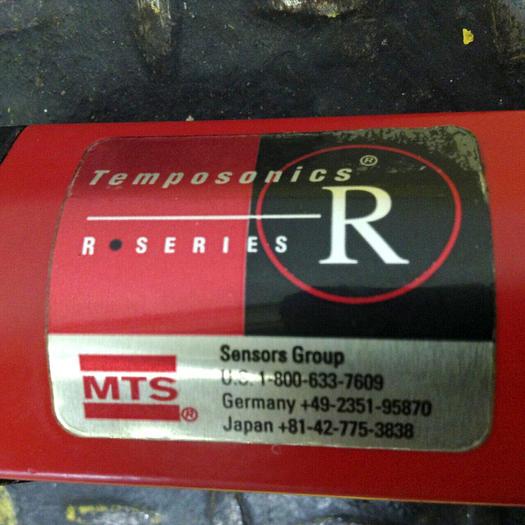 Temposonics®
R
R•SERIES
MTS®
Sensors Group
U.S. 1-800-633-7609
Germany +49-2351-95870
Japan +81-42-775-3838